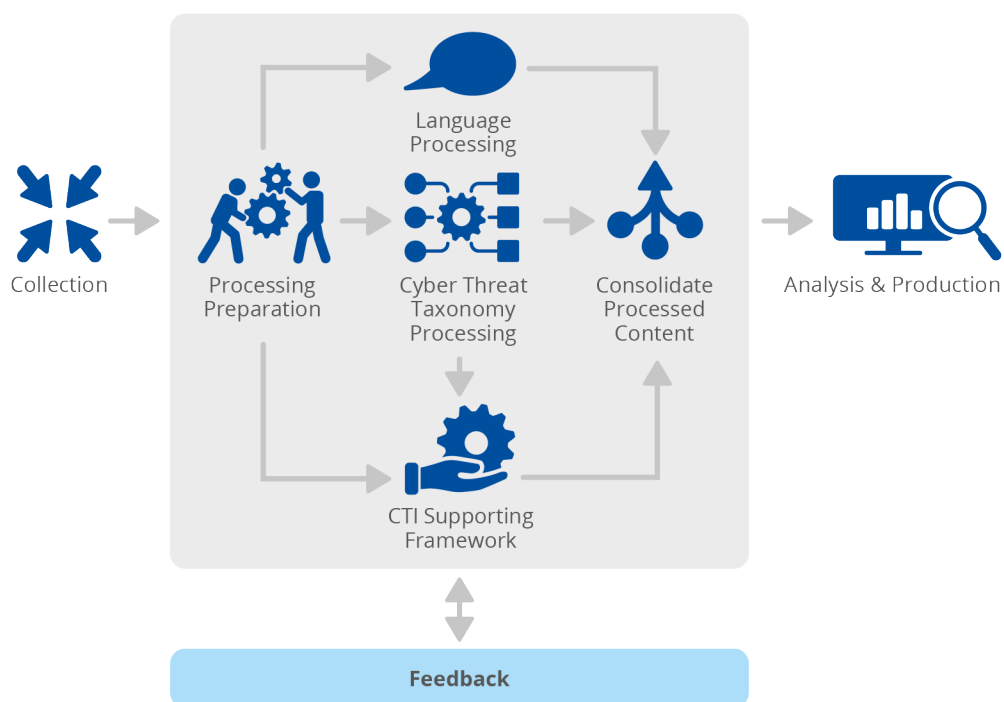 Language
Processing
Collection
Processing
Preparation
Cyber Threat
Taxonomy
Processing
Consolidate
Processed
Content
Analysis & Production
CTI Supporting
Framework
Feedback